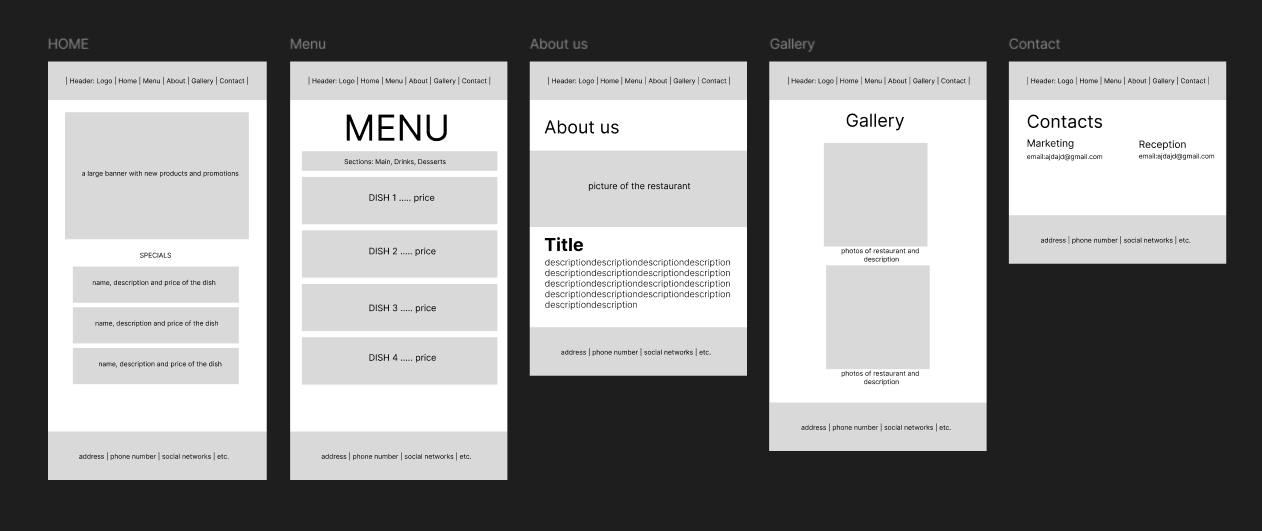 HOME
| Header: Logo | Home | Menu | About | Gallery | Contact |
a large banner with new products and promotions
SPECIALS
name, description and price of the dish
name, description and price of the dish
name, description and price of the dish
address | phone number | social networks | etc.
Menu
| Header: Logo | Home | Menu | About | Gallery | Contact |
MENU
Sections: Main, Drinks, Desserts
DISH 1 ..... price
DISH 2 ..... price
DISH 3 ..... price
DISH 4 ..... price
address | phone number | social networks | etc.
About us
| Header: Logo | Home | Menu | About | Gallery | Contact |
About us
picture of the restaurant
Title
descriptiondescriptiondescriptiondescription
descriptiondescriptiondescriptiondescription
descriptiondescriptiondescriptiondescription
descriptiondescriptiondescriptiondescription
descriptiondescription
address | phone number | social networks | etc.
Gallery
| Header: Logo | Home | Menu | About | Gallery | Contact |
Gallery
photos of restaurant and
description
photos of restaurant and
description
address | phone number | social networks | etc.
Contact
| Header: Logo | Home | Menu | About | Gallery | Contact |
Contacts
Marketing
email:ajdajd@gmail.com
Reception
email:ajdajd@gmail.com
address | phone number | social networks | etc.